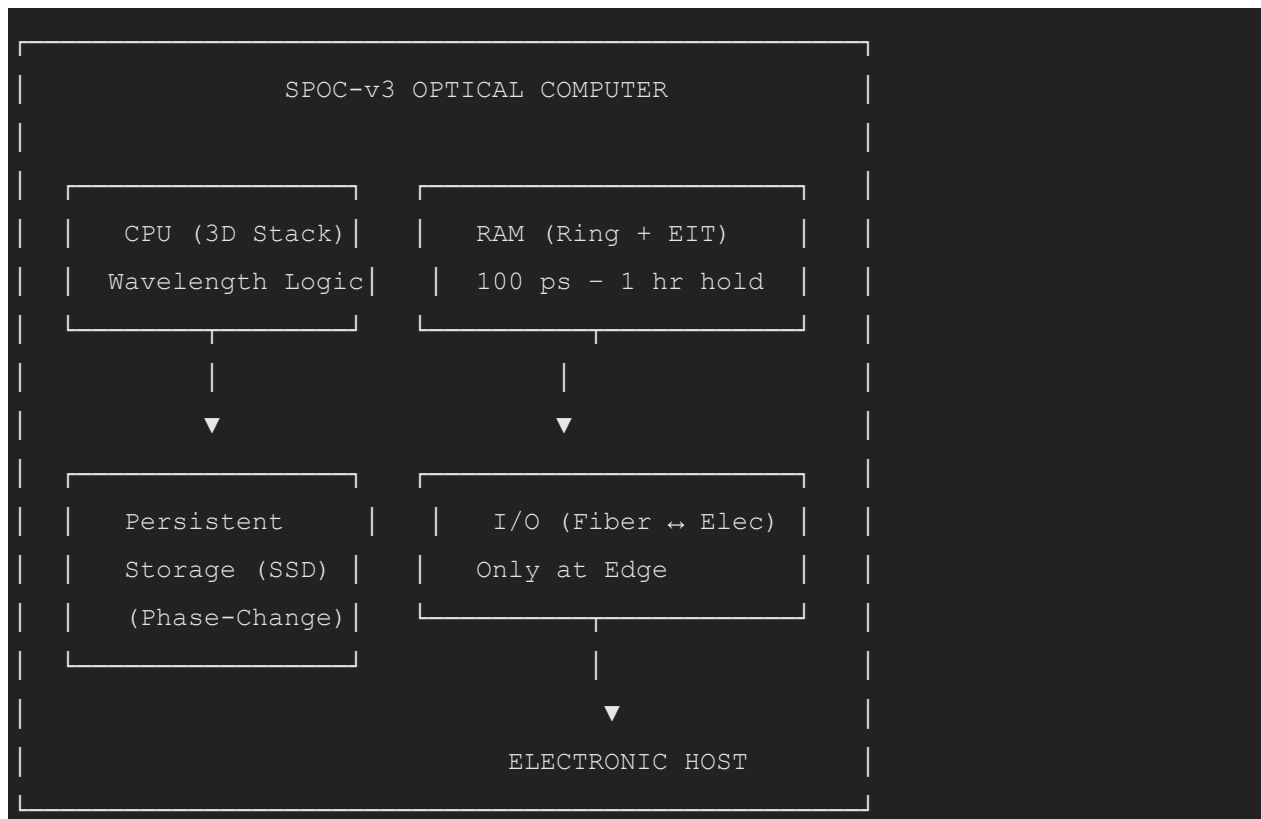 SPOC-v3 OPTICAL COMPUTER
CPU (3D Stack) RAM (Ring + EIT)
Wavelength Logic 100 ps – 1 hr hold
Persistent I/O (Fiber ↔ Elec)
Storage (SSD) Only at Edge
(Phase-Change)
ELECTRONIC HOST